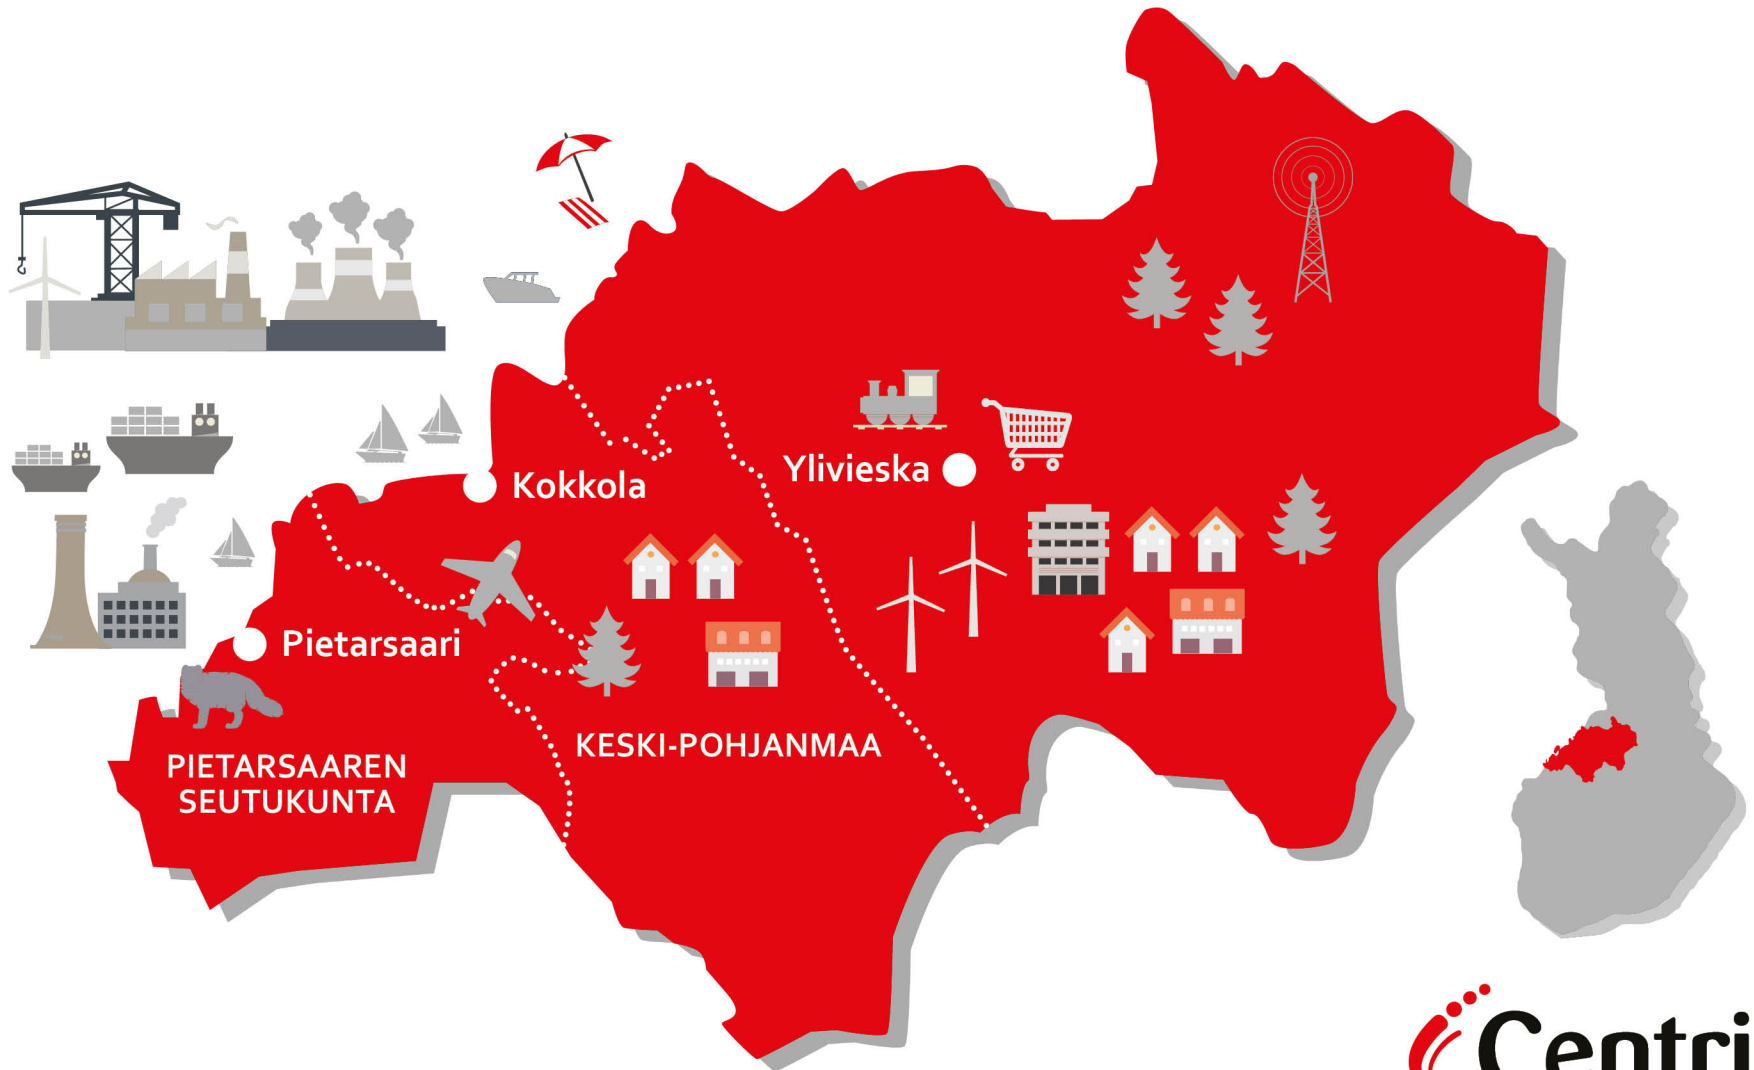 Kokkola
Ylivieska
Pietarsaari
KESKI-POHJANMAA
PIETARSAAREN
SEUTUKUNTA
Centri